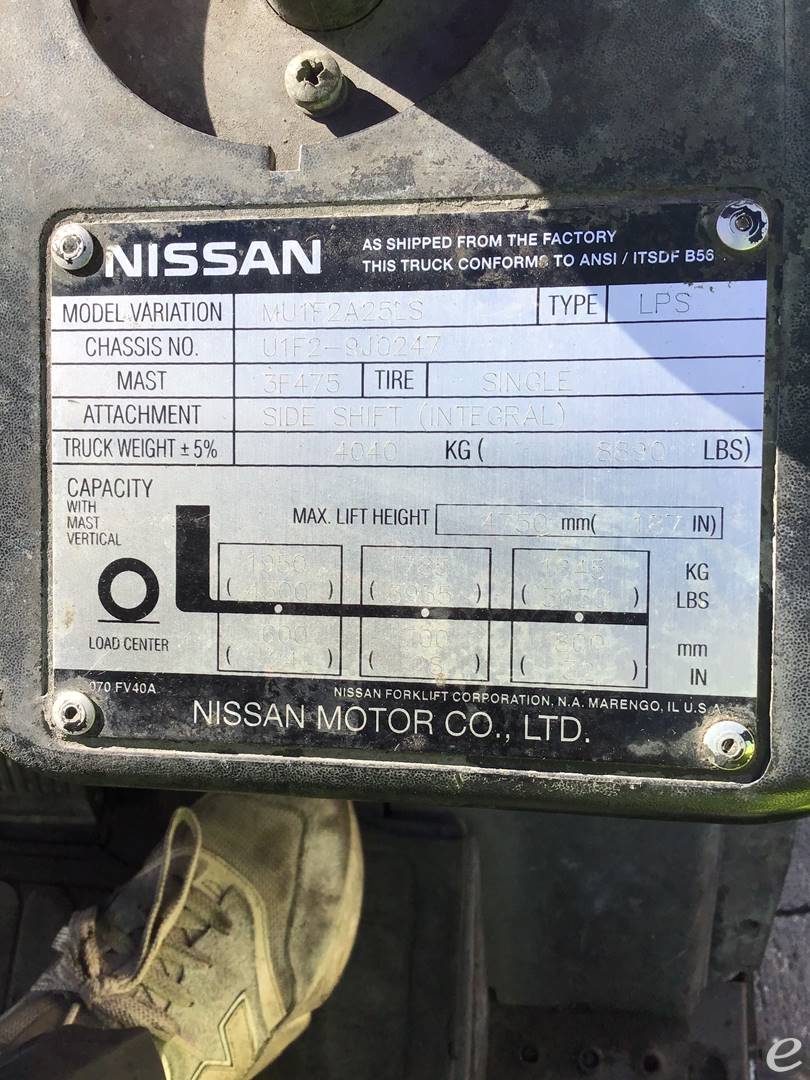 NISSAN
AS SHIPPED FROM THE FACTORY
THIS TRUCK CONFORMS TO ANSI / ITSDF B56
MODEL VARIATION MU1F2A25LS TYPE LPS
CHASSIS NO. U1F2-9J0247
MAST 3F475 TIRE SINGLE
ATTACHMENT SIDE SHIFT (INTEGRAL)
TRUCK WEIGHT ±5% 4040 KG ( 8890 LBS)
CAPACITY
WITH
MAST
VERTICAL
MAX. LIFT HEIGHT 4750 mm( 187 IN)
KG
( ) ( ) ( ) LBS
LOAD CENTER
600 mm
( ) ( ) ( ) IN
070 FV40A
NISSAN FORKLIFT CORPORATION, N.A. MARENGO, IL U.S.A.
NISSAN MOTOR CO., LTD.
e